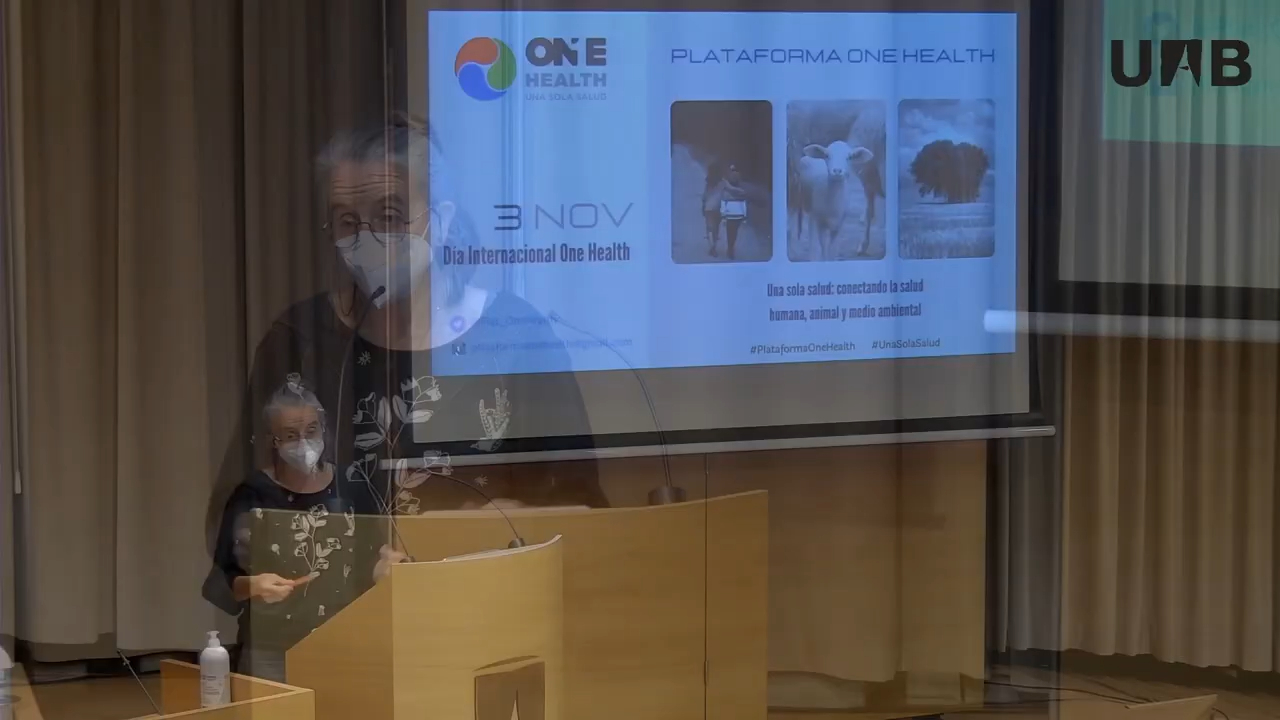 ONE
HEALTH
UNA SOLA SALUD
PLATAFORMA ONE HEALTH
UAB
3 NOV
Día Internacional One Health
Una sola salud: conectando la salud
humana, animal y medio ambiental
#PlataformaOneHealth #UnaSolaSalud